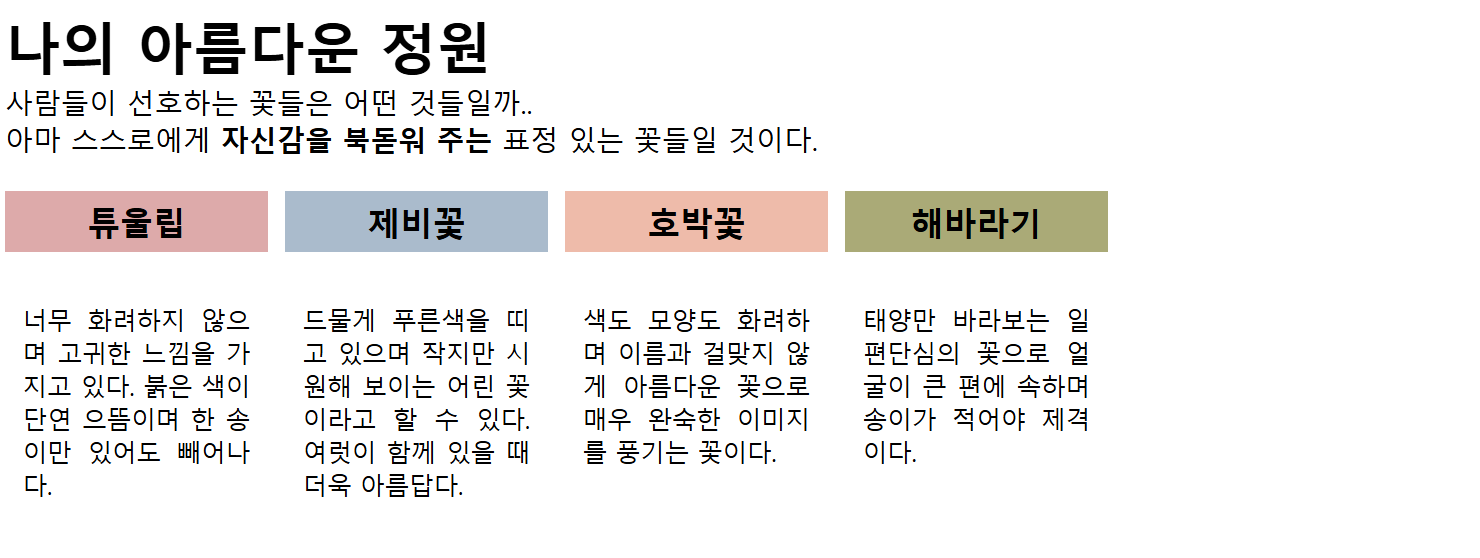 나의 아름다운 정원
사람들이 선호하는 꽃들은 어떤 것들일까..
아마 스스로에게 자신감을 북돋워 주는 표정 있는 꽃들일 것이다.
튜울립
너무 화려하지 않으
며 고귀한 느낌을 가
지고 있다. 붉은 색이
단연 으뜸이며 한 송
이만 있어도 빼어나
다.
제비꽃
드물게 푸른색을 띠
고 있으며 작지만 시
원해 보이는 어린 꽃
이라고 할 수 있다.
여럿이 함께 있을 때
더욱 아름답다.
호박꽃
색도 모양도 화려하
며 이름과 걸맞지 않
게 아름다운 꽃으로
매우 완숙한 이미지
를 풍기는 꽃이다.
해바라기
태양만 바라보는 일
편단심의 꽃으로 얼
굴이 큰 편에 속하며
송이가 적어야 제격
이다.